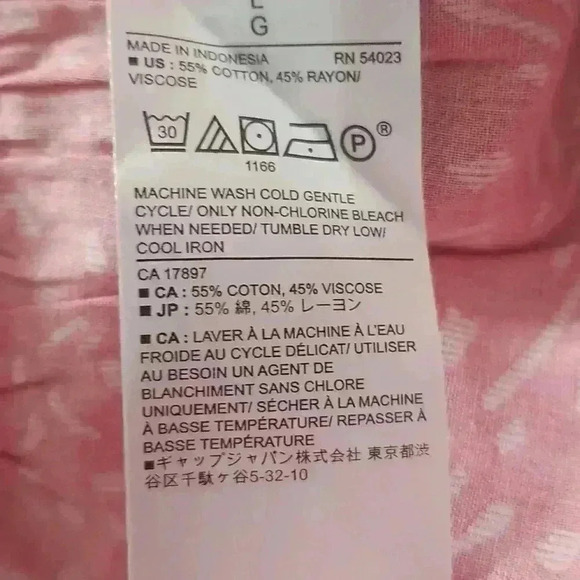 L
G
MADE IN INDONESIA RN 54023
■ US : 55% COTTON, 45% RAYON/
VISCOSE
30 P ®
1166
MACHINE WASH COLD GENTLE
CYCLE/ ONLY NON-CHLORINE BLEACH
WHEN NEEDED/ TUMBLE DRY LOW/
COOL IRON
CA 17897
■ CA : 55% COTON, 45% VISCOSE
■ JP : 55% 綿, 45% レーヨン
■ CA : LAVER À LA MACHINE À L'EAU
FROIDE AU CYCLE DÉLICAT/ UTILISER
AU BESOIN UN AGENT DE
BLANCHIMENT SANS CHLORE
UNIQUEMENT/ SÉCHER À LA MACHINE
À BASSE TEMPÉRATURE/ REPASSER À
BASSE TEMPÉRATURE
■ギャップジャパン株式会社 東京都渋
谷区千駄ヶ谷5-32-10